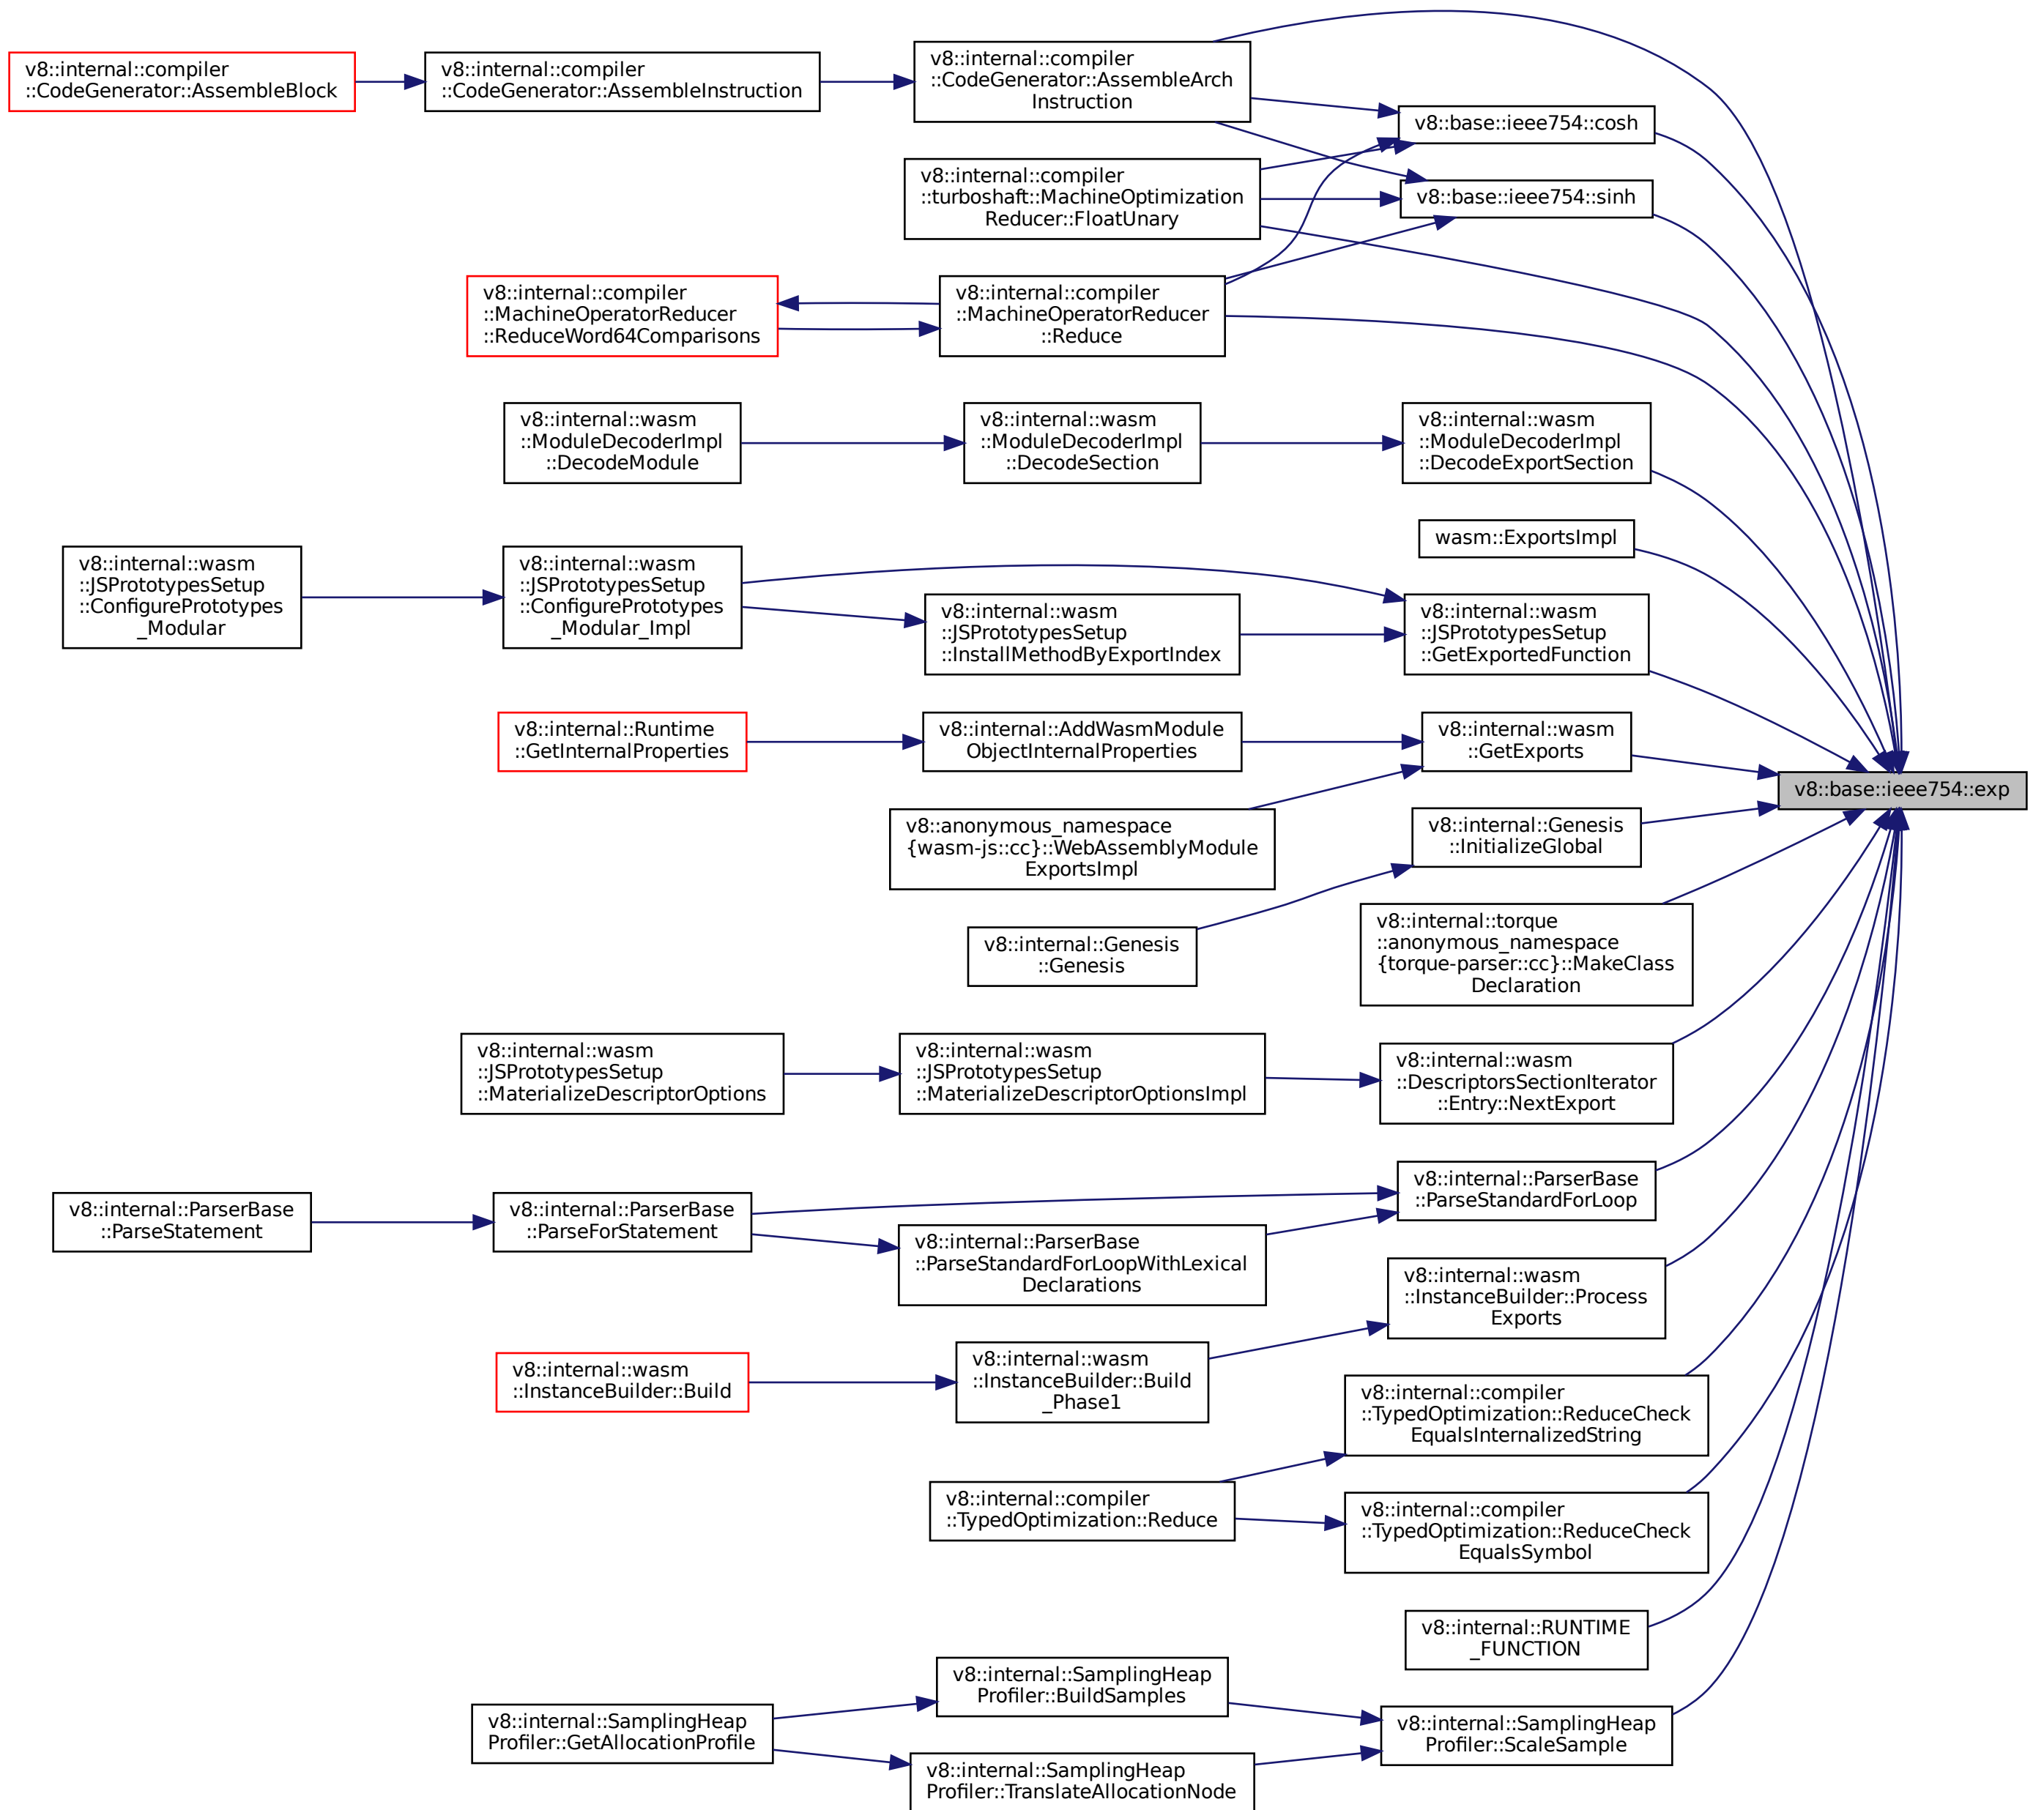 v8::internal::compiler
::CodeGenerator::AssembleBlock
v8::internal::compiler
::CodeGenerator::AssembleInstruction
v8::internal::compiler
::CodeGenerator::AssembleArch
Instruction
v8::base::ieee754::cosh
v8::internal::compiler
::turboshaft::MachineOptimization
Reducer::FloatUnary
v8::base::ieee754::sinh
v8::internal::compiler
::MachineOperatorReducer
::ReduceWord64Comparisons
v8::internal::compiler
::MachineOperatorReducer
::Reduce
v8::internal::wasm
::ModuleDecoderImpl
::DecodeModule
v8::internal::wasm
::ModuleDecoderImpl
::DecodeSection
v8::internal::wasm
::ModuleDecoderImpl
::DecodeExportSection
wasm::ExportsImpl
v8::internal::wasm
::JSPrototypesSetup
::ConfigurePrototypes
_Modular
v8::internal::wasm
::JSPrototypesSetup
::ConfigurePrototypes
_Modular_Impl
v8::internal::wasm
::JSPrototypesSetup
::InstallMethodByExportIndex
v8::internal::wasm
::JSPrototypesSetup
::GetExportedFunction
v8::internal::Runtime
::GetInternalProperties
v8::internal::AddWasmModule
ObjectInternalProperties
v8::internal::wasm
::GetExports
v8::base::ieee754::exp
v8::anonymous_namespace
{wasm-js::cc}::WebAssemblyModule
ExportsImpl
v8::internal::Genesis
::InitializeGlobal
v8::internal::Genesis
::Genesis
v8::internal::torque
::anonymous_namespace
{torque-parser::cc}::MakeClass
Declaration
v8::internal::wasm
::JSPrototypesSetup
::MaterializeDescriptorOptions
v8::internal::wasm
::JSPrototypesSetup
::MaterializeDescriptorOptionsImpl
v8::internal::wasm
::DescriptorsSectionIterator
::Entry::NextExport
v8::internal::ParserBase
::ParseStatement
v8::internal::ParserBase
::ParseForStatement
v8::internal::ParserBase
::ParseStandardForLoopWithLexical
Declarations
v8::internal::ParserBase
::ParseStandardForLoop
v8::internal::wasm
::InstanceBuilder::Process
Exports
v8::internal::wasm
::InstanceBuilder::Build
v8::internal::wasm
::InstanceBuilder::Build
_Phase1
v8::internal::compiler
::TypedOptimization::ReduceCheck
EqualsInternalizedString
v8::internal::compiler
::TypedOptimization::Reduce
v8::internal::compiler
::TypedOptimization::ReduceCheck
EqualsSymbol
v8::internal::RUNTIME
_FUNCTION
v8::internal::SamplingHeap
Profiler::GetAllocationProfile
v8::internal::SamplingHeap
Profiler::BuildSamples
v8::internal::SamplingHeap
Profiler::ScaleSample
v8::internal::SamplingHeap
Profiler::TranslateAllocationNode